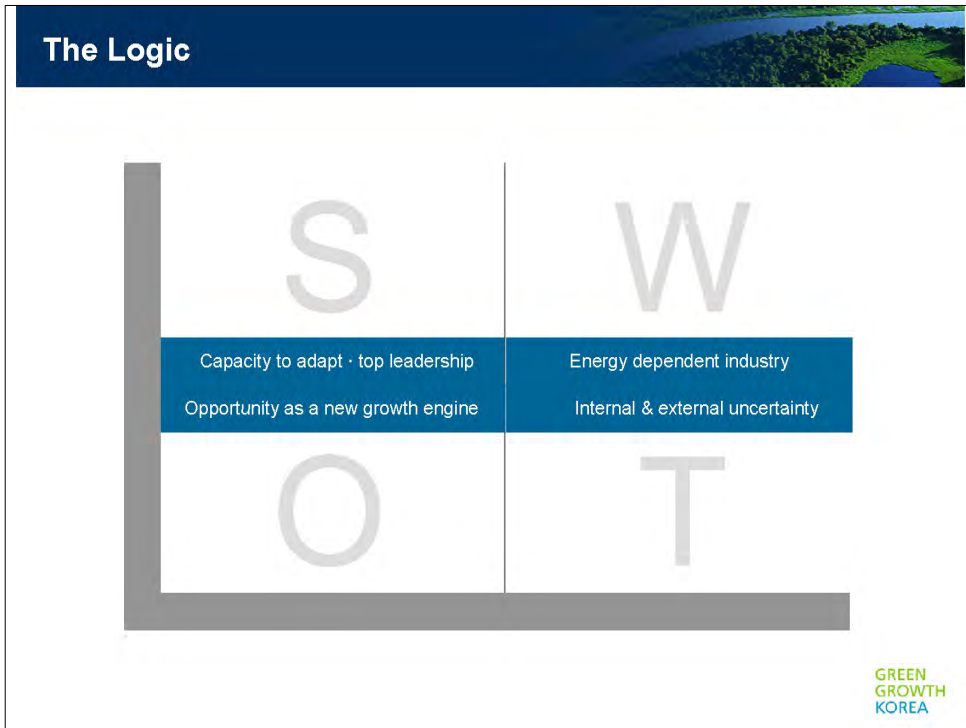 The Logic
S
W
Capacity to adapt · top leadership
Energy dependent industry
Opportunity as a new growth engine
Internal & external uncertainty
O
T
GREEN
GROWTH
KOREA